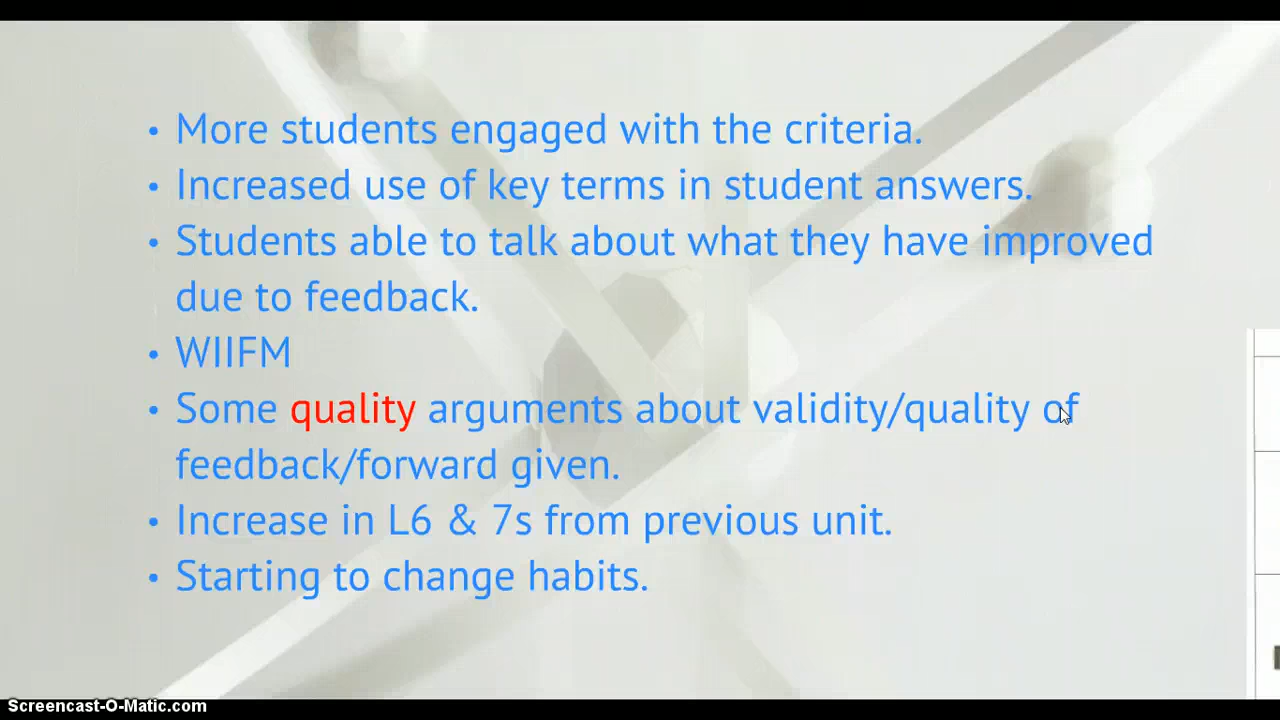 • More students engaged with the criteria.
• Increased use of key terms in student answers.
• Students able to talk about what they have improved
due to feedback.
• WIIFM
• Some quality arguments about validity/quality of
feedback/forward given.
• Increase in L6 & 7s from previous unit.
• Starting to change habits.
Screencast-O-Matic.com